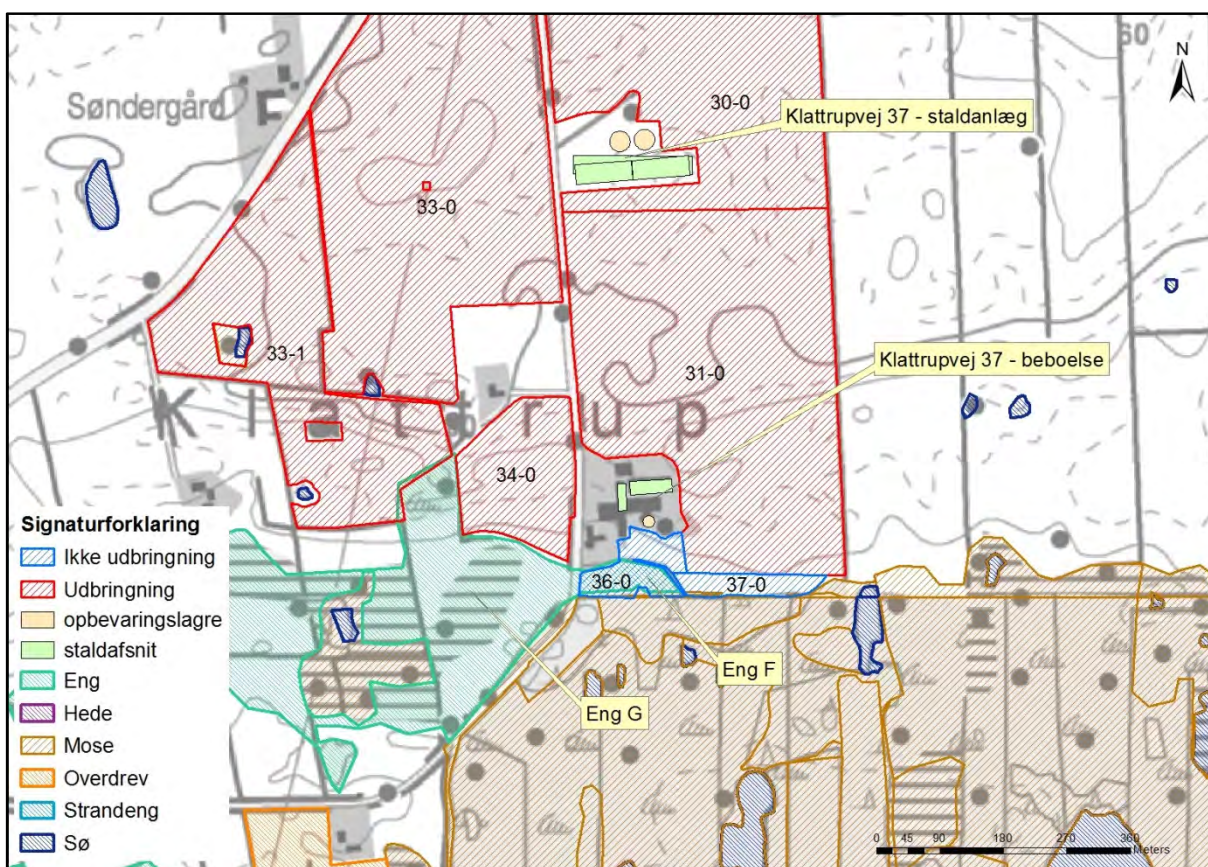 60
N
Søndergård
30-0
Klattrupvej 37 - staldanlæg
33-0
Klattrupvej 37 - beboelse
33-1
31-0
Klattrup
34-0
36-0
37-0
Eng F
Eng G
Signaturforklaring
Ikke udbringning
Udbringning
opbevaringslagre
staldafsnit
Eng
Hede
Mose
Overdrev
Strandeng
Sø
0 45 90 180 270 360
Meters